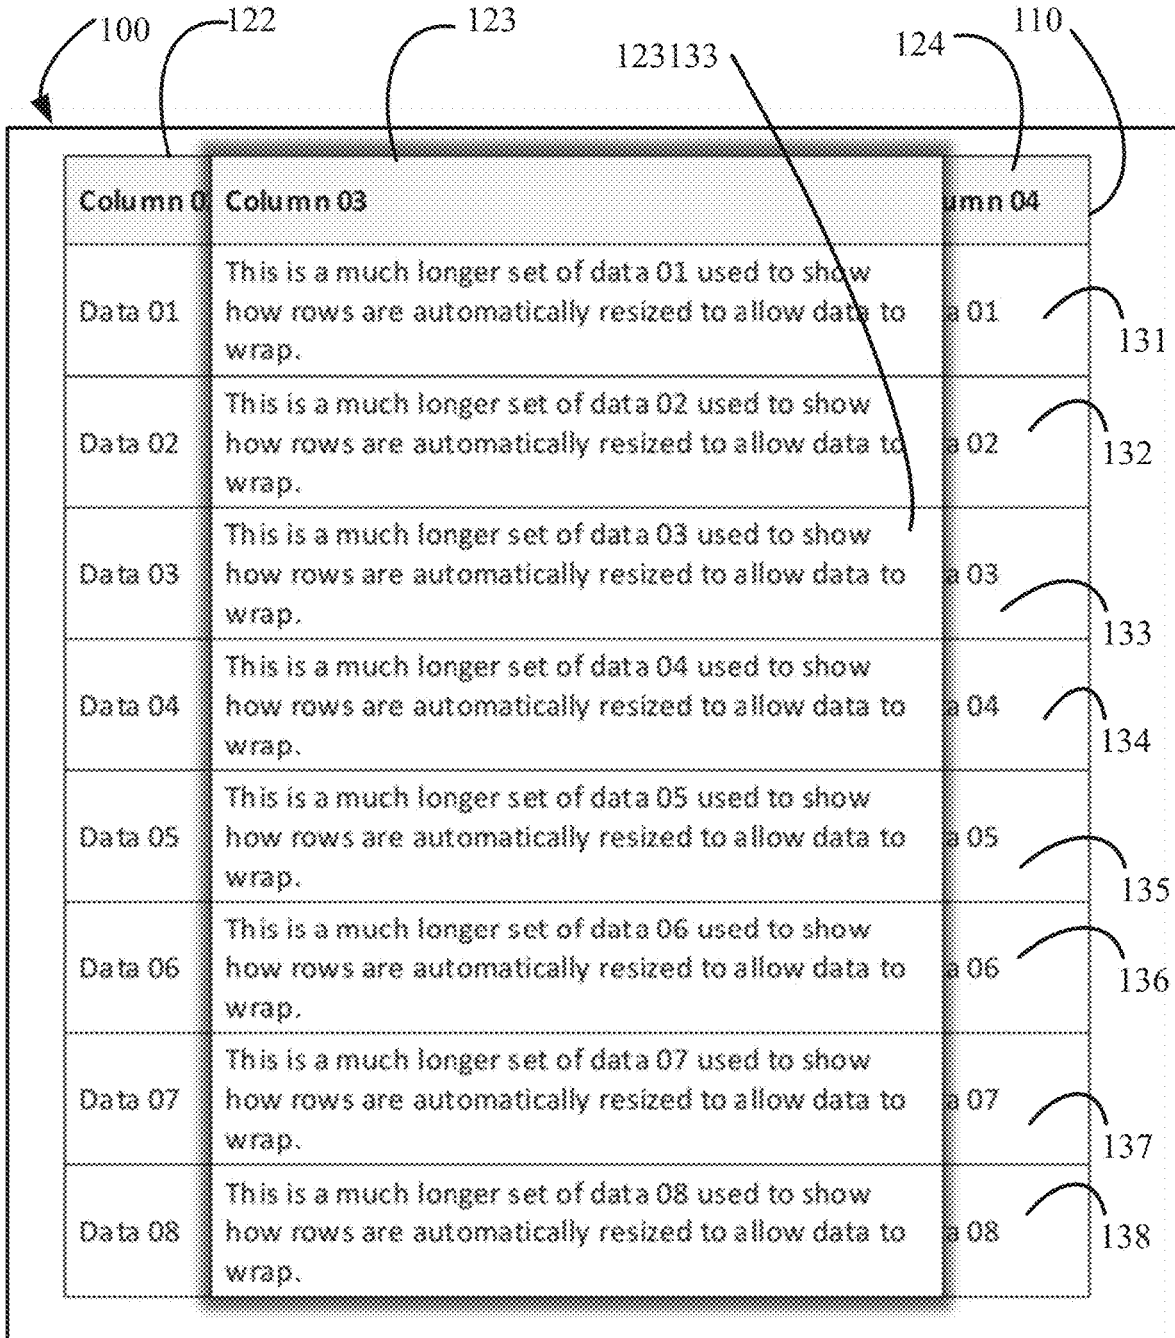 100
122
123
123133
124
110
Column 0
Column 03
umn 04
Data 01
This is a much longer set of data 01 used to show
how rows are automatically resized to allow data to
wrap.
a 01
131
Data 02
This is a much longer set of data 02 used to show
how rows are automatically resized to allow data to
wrap.
a 02
132
Data 03
This is a much longer set of data 03 used to show
how rows are automatically resized to allow data to
wrap.
a 03
133
Data 04
This is a much longer set of data 04 used to show
how rows are automatically resized to allow data to
wrap.
a 04
134
Data 05
This is a much longer set of data 05 used to show
how rows are automatically resized to allow data to
wrap.
a 05
135
Data 06
This is a much longer set of data 06 used to show
how rows are automatically resized to allow data to
wrap.
a 06
136
Data 07
This is a much longer set of data 07 used to show
how rows are automatically resized to allow data to
wrap.
a 07
137
Data 08
This is a much longer set of data 08 used to show
how rows are automatically resized to allow data to
wrap.
a 08
138